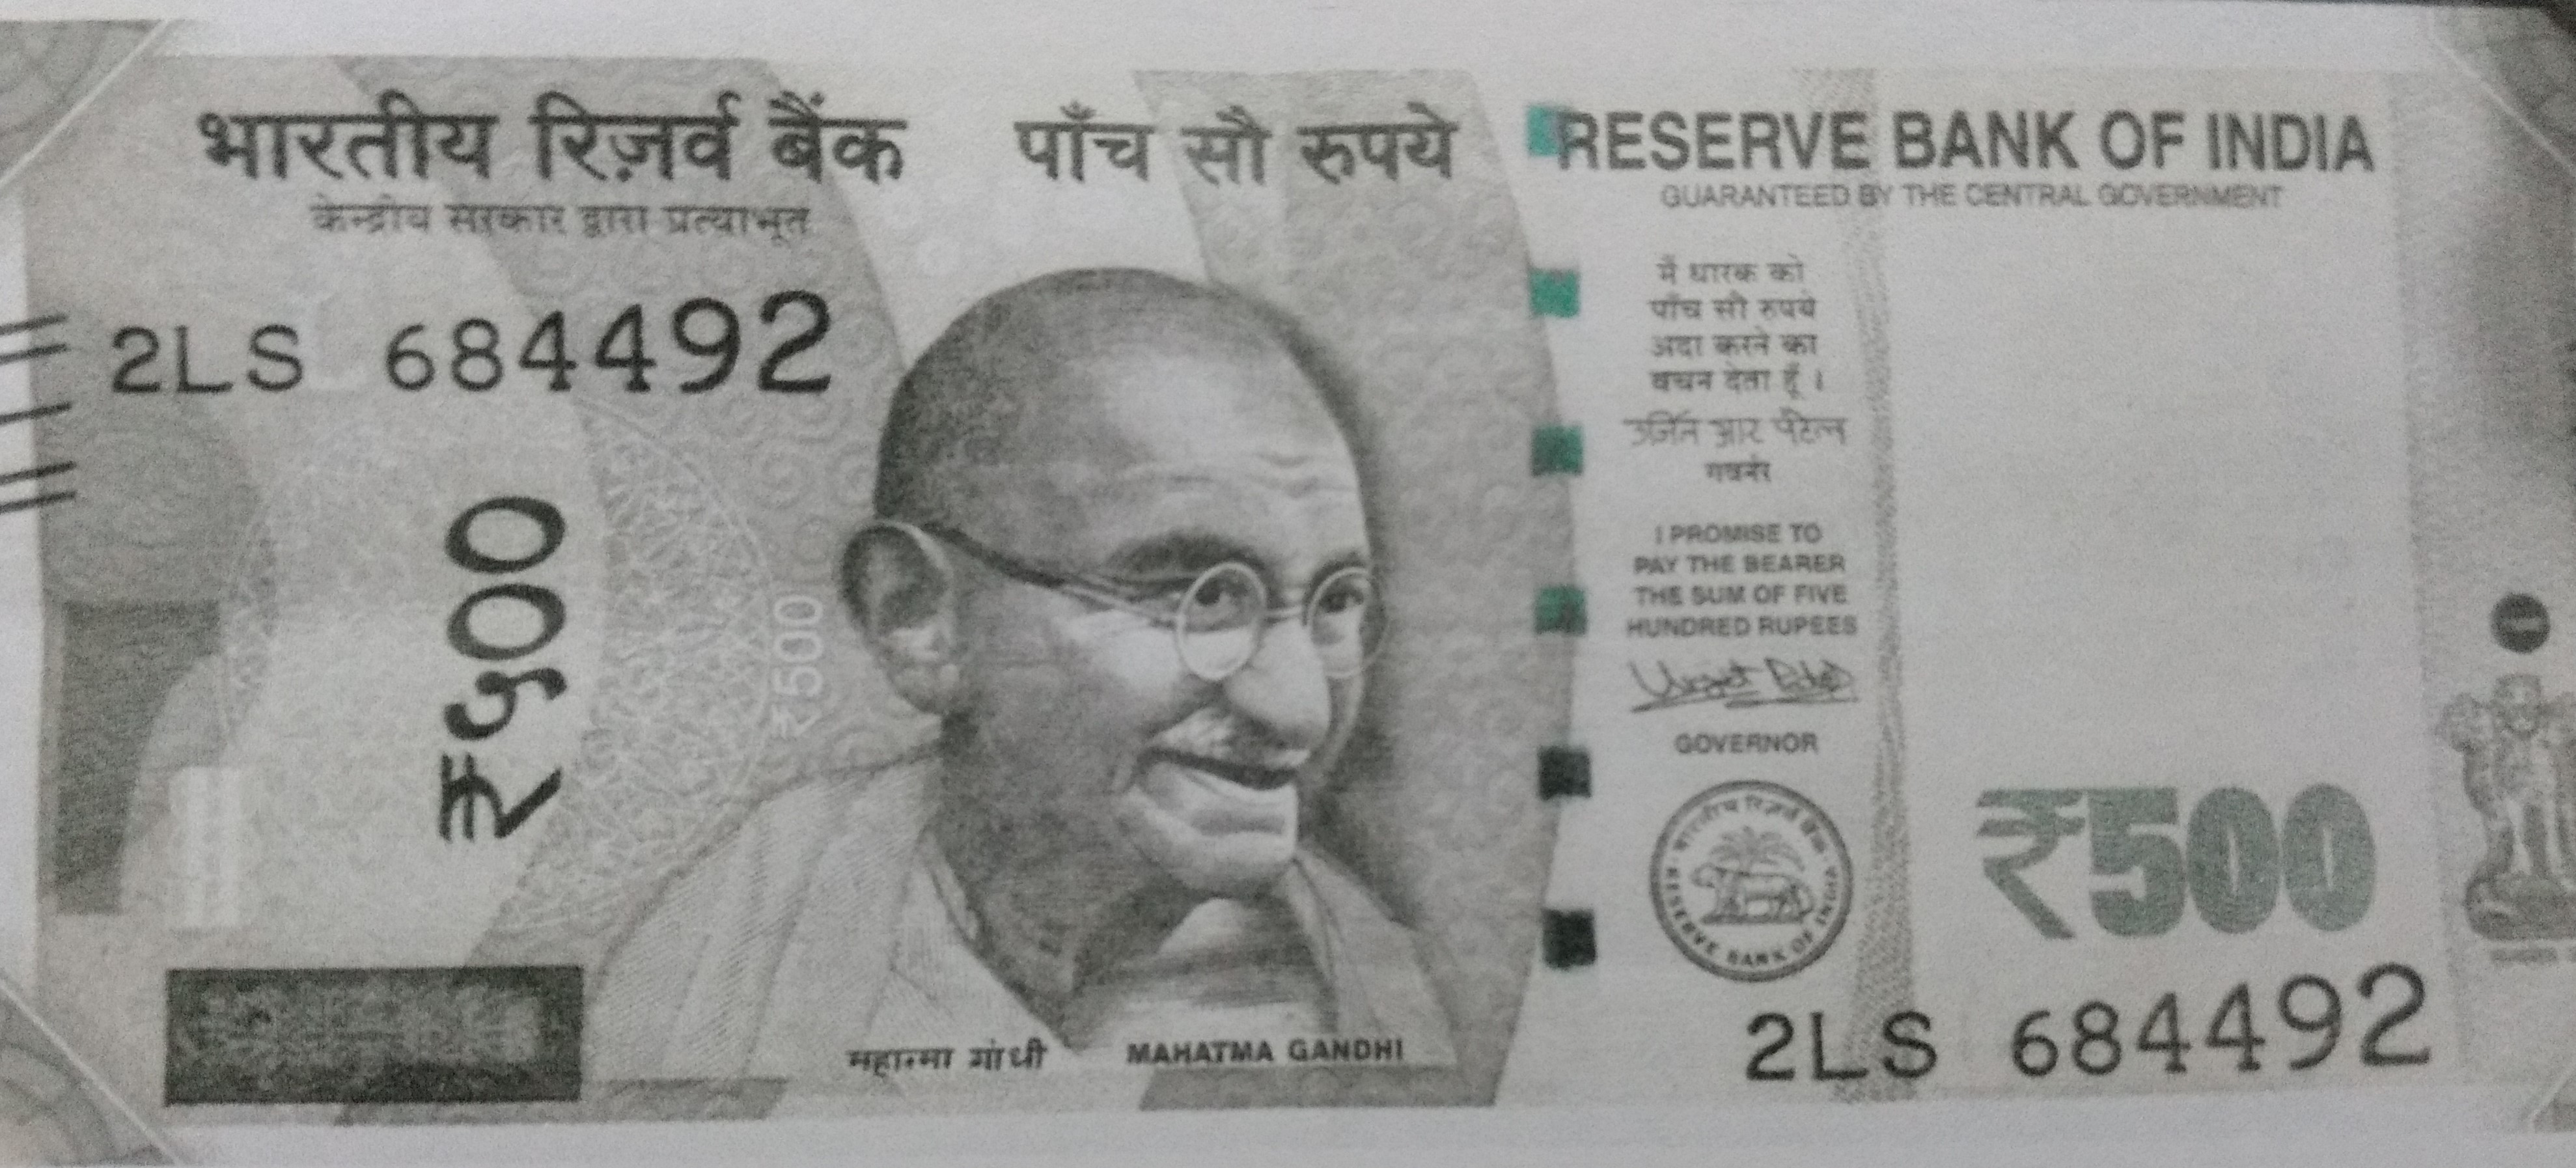 भारतीय रिज़र्व बैंक
केन्द्रीय सरकार द्वारा प्रत्याभूत
पाँच सौ रुपये
RESERVE BANK OF INDIA
GUARANTEED BY THE CENTRAL GOVERNMENT
2LS 684492
₹५००
₹500
मैं धारक को
पाँच सौ रुपये
अदा करने का
वचन देता हूँ ।
उर्जित आर पटेल
गवर्नर
I PROMISE TO
PAY THE BEARER
THE SUM OF FIVE
HUNDRED RUPEES
Urjit Patel
GOVERNOR
भारतीय रिज़र्व बैंक
RESERVE BANK OF INDIA
₹500
2LS 684492
महात्मा गांधी
MAHATMA GANDHI